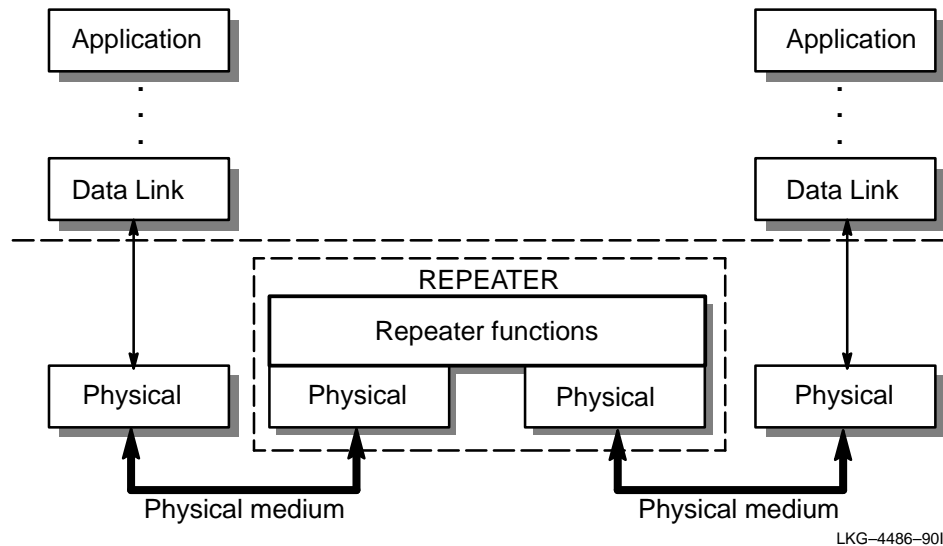 Application
Application
Data Link
Data Link
REPEATER
Repeater functions
Physical
Physical
Physical
Physical
Physical medium
Physical medium
LKG–4486–90I